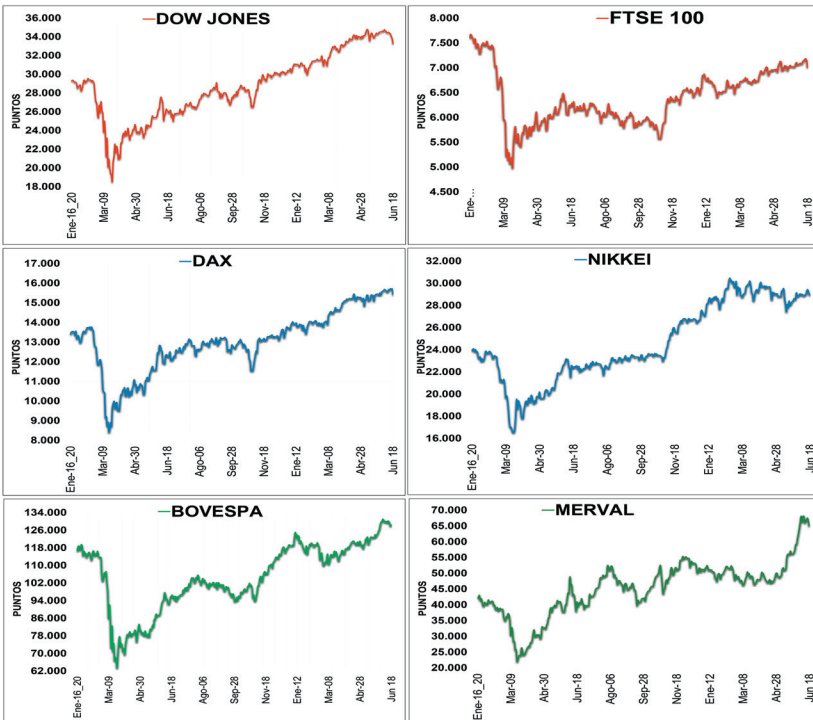 DOW JONES
PUNTOS
36.000
34.000
32.000
30.000
28.000
26.000
24.000
22.000
20.000
18.000
Ene-16_20
Mar-09
Abr-30
Jun-18
Ago-06
Sep-28
Nov-18
Ene-12
Mar-08
Abr-28
Jun 18
FTSE 100
PUNTOS
8.000
7.500
7.000
6.500
6.000
5.500
5.000
4.500
Ene-...
Mar-09
Abr-30
Jun-18
Ago-06
Sep-28
Nov-18
Ene-12
Mar-08
Abr-28
Jun 18
DAX
PUNTOS
17.000
16.000
15.000
14.000
13.000
12.000
11.000
10.000
9.000
8.000
Ene-16_20
Mar-09
Abr-30
Jun-18
Ago-06
Sep-28
Nov-18
Ene-12
Mar-08
Abr-28
Jun 18
NIKKEI
PUNTOS
32.000
30.000
28.000
26.000
24.000
22.000
20.000
18.000
16.000
Ene-16_20
Mar-09
Abr-30
Jun-18
Ago-06
Sep-28
Nov-18
Ene-12
Mar-08
Abr-28
Jun 18
BOVESPA
PUNTOS
134.000
126.000
118.000
110.000
102.000
94.000
86.000
78.000
70.000
62.000
Ene-16_20
Mar-09
Abr-30
Jun-18
Ago-06
Sep-28
Nov-18
Ene-12
Mar-08
Abr-28
Jun 18
MERVAL
PUNTOS
70.000
65.000
60.000
55.000
50.000
45.000
40.000
35.000
30.000
25.000
20.000
Ene-16_20
Mar-09
Abr-30
Jun-18
Ago-06
Sep-28
Nov-18
Ene-12
Mar-08
Abr-28
Jun 18